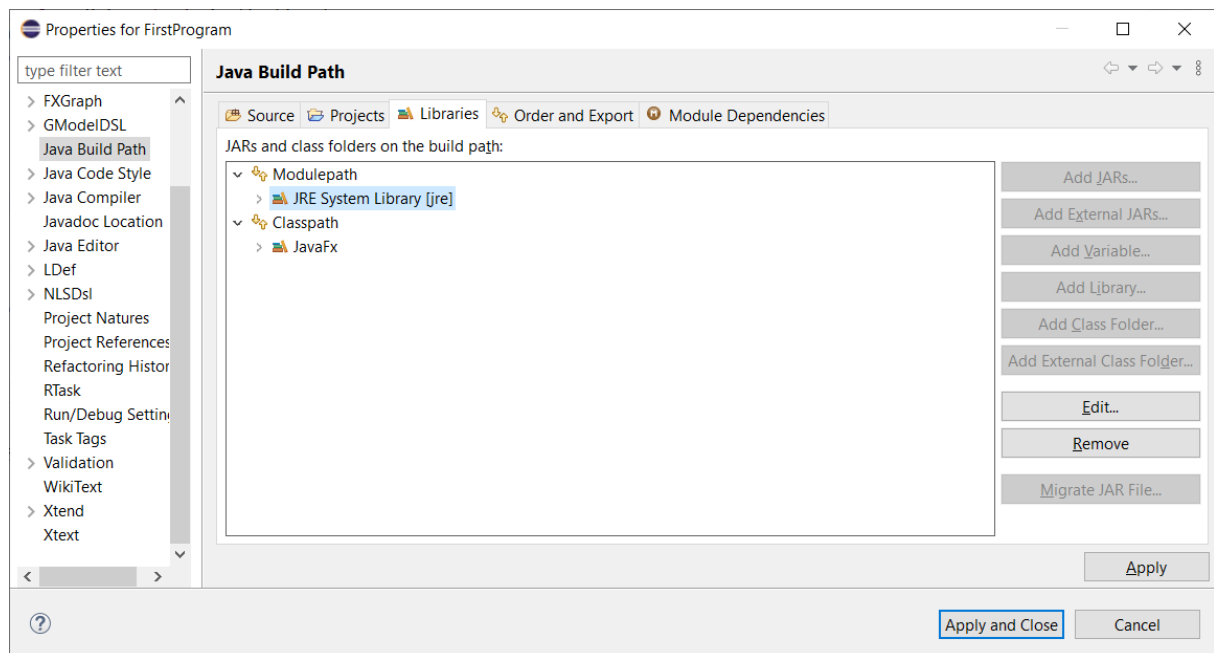 Properties for FirstProgram
type filter text
FXGraph
GModelDSL
Java Build Path
Java Code Style
Java Compiler
Javadoc Location
Java Editor
LDef
NLSDsl
Project Natures
Project References
Refactoring Histor
RTask
Run/Debug Settin
Task Tags
Validation
WikiText
Xtend
Xtext
Java Build Path
Source Projects Libraries Order and Export Module Dependencies
JARs and class folders on the build path:
Modulepath
JRE System Library [jre]
Classpath
JavaFx
Add JARs...
Add External JARs...
Add Variable...
Add Library...
Add Class Folder...
Add External Class Folder...
Edit...
Remove
Migrate JAR File...
Apply
Apply and Close Cancel